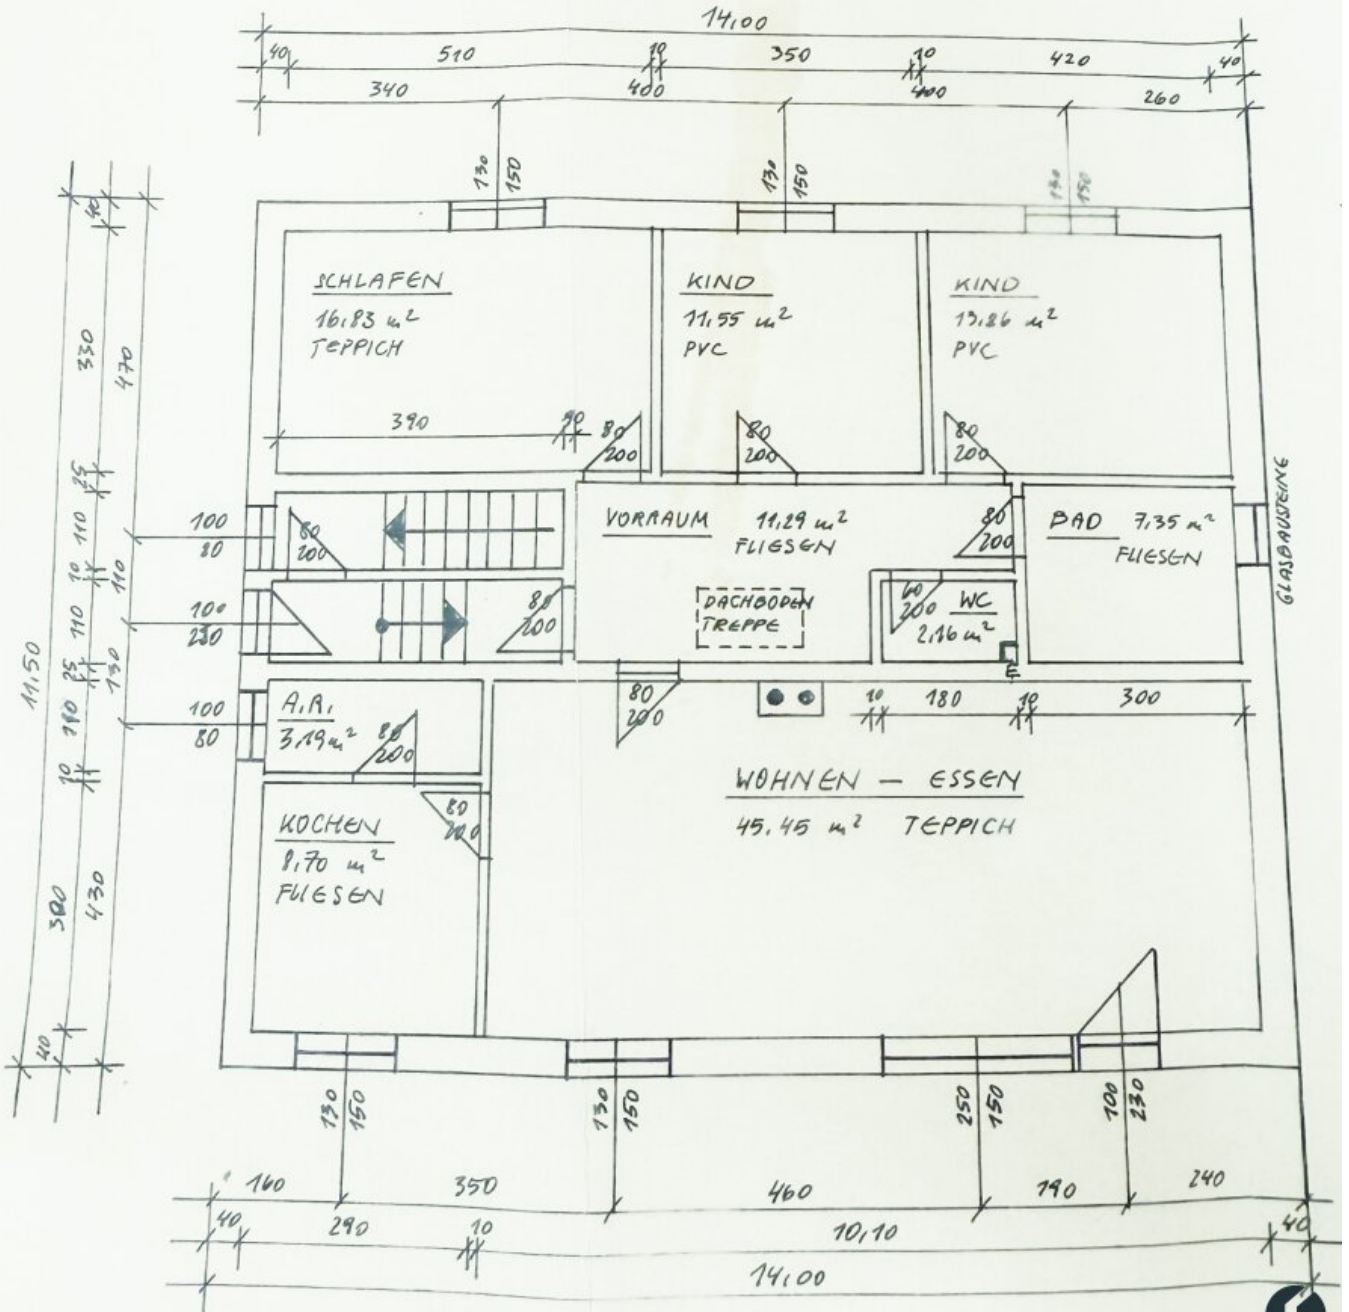 14,00
40 510 10 350 10 420 40
340 400 400 260
130 150
130 150
130 150
40
330
470
SCHLAFEN
16,83 m²
TEPPICH
KIND
11,55 m²
PVC
KIND
13,86 m²
PVC
390
80
200
80
200
80
200
25
110
10
110
110
25
130
11,50
100
80
80
200
VORRAUM 11,29 m²
FLIESEN
80
200
BAD 7,35 m²
FLIESEN
GLASBAUSTEINE
100
80
200
DACHBODEN
TREPPE
60
200
WC
2,16 m²
E
100
80
A.R.
80
200
80
200
10 180 10 300
10
WOHNEN — ESSEN
45,45 m² TEPPICH
KOCHEN
8,70 m²
FLIESEN
80
200
300
430
40
130 150
130 150
250 150
100 230
160 350 460 190 240
40 290 10 10,10 40
14,00